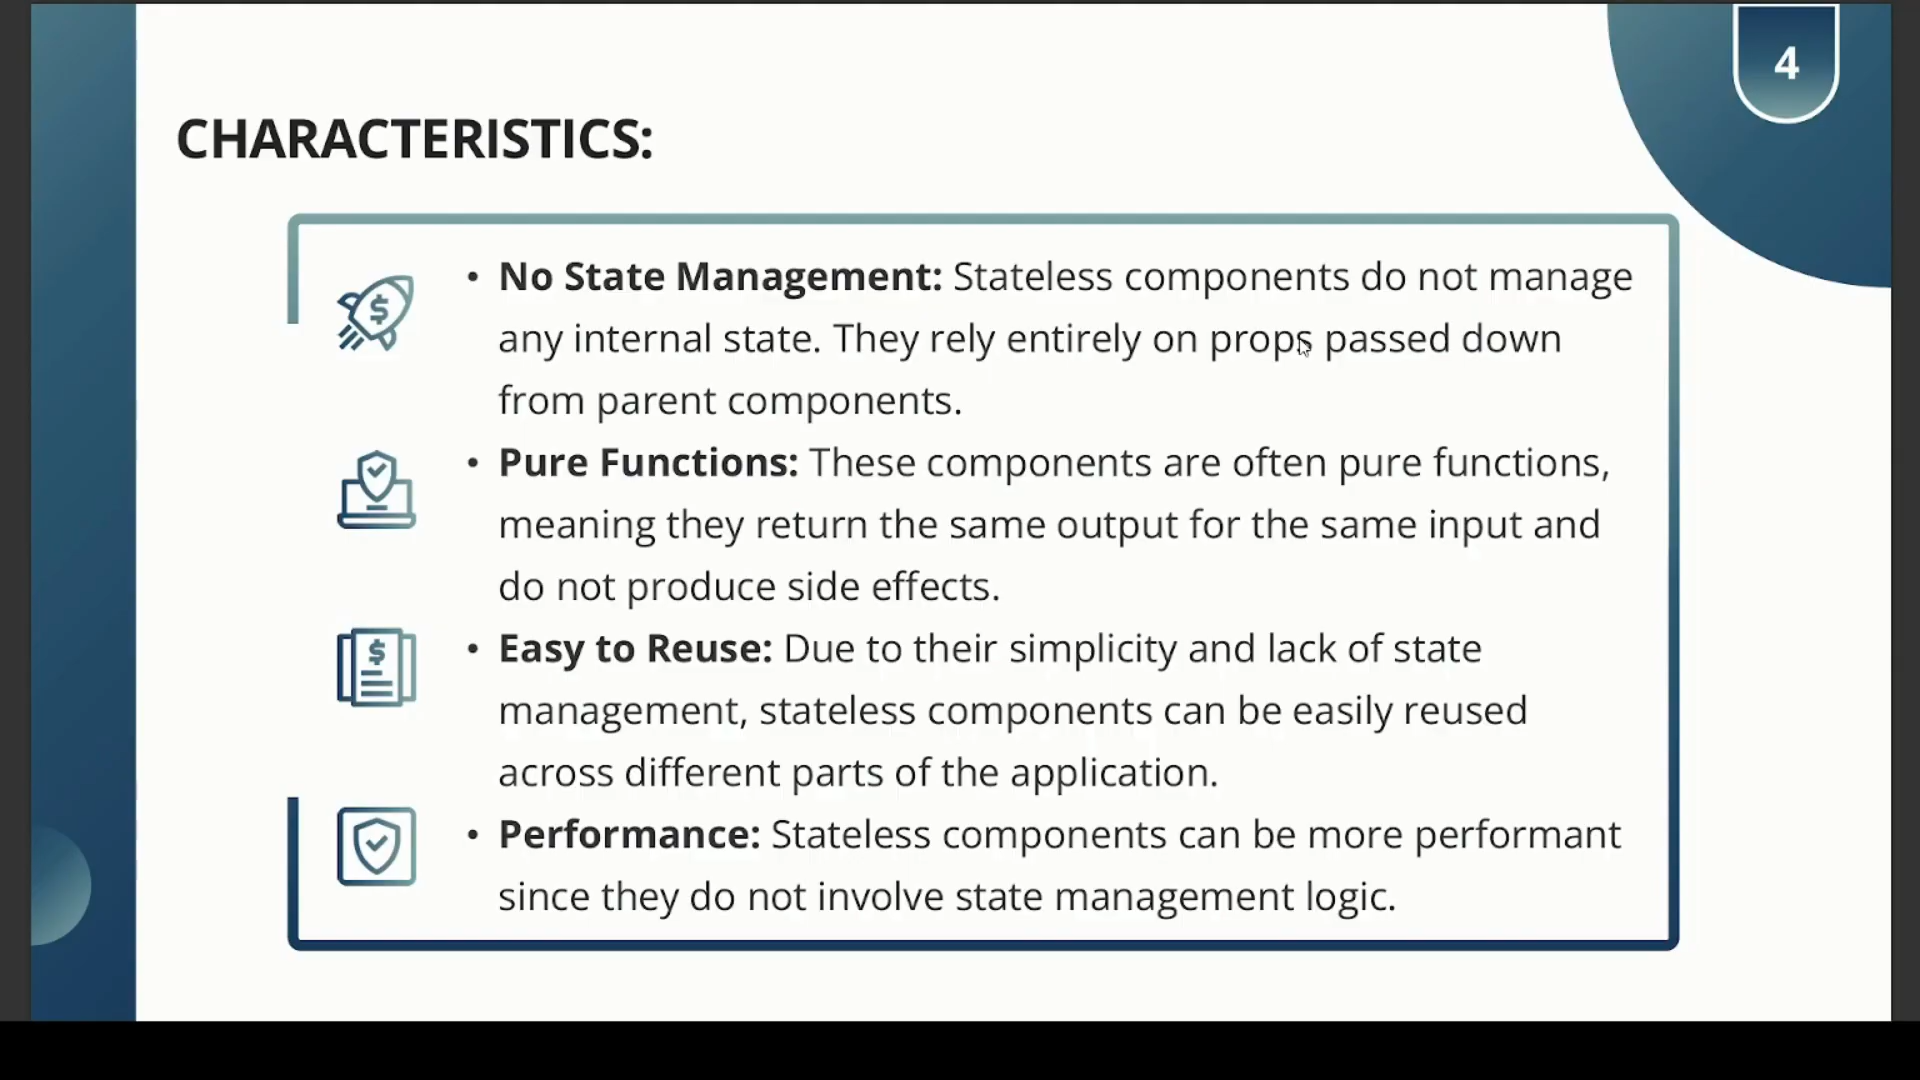 4
CHARACTERISTICS:
• No State Management: Stateless components do not manage
any internal state. They rely entirely on props passed down
from parent components.
• Pure Functions: These components are often pure functions,
meaning they return the same output for the same input and
do not produce side effects.
• Easy to Reuse: Due to their simplicity and lack of state
management, stateless components can be easily reused
across different parts of the application.
• Performance: Stateless components can be more performant
since they do not involve state management logic.